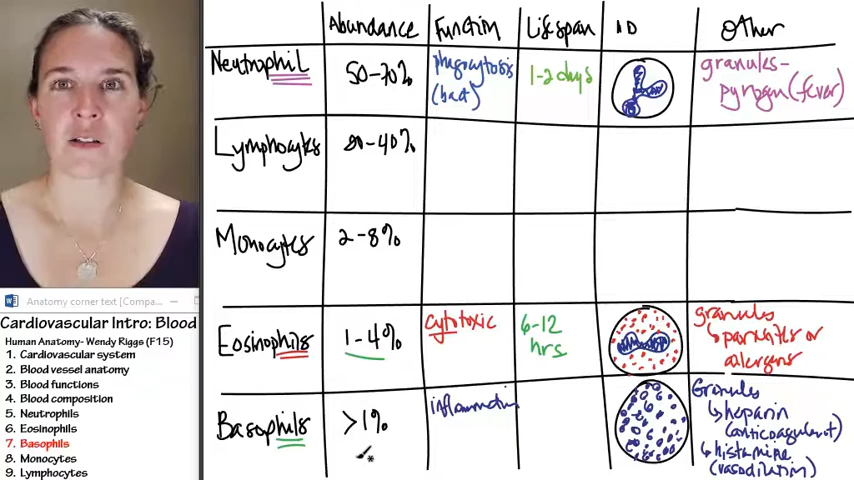 Abundance Function Lifespan ID Other
Neutrophil 50-70% phagocytosis 1-2 days granules-
(bact) pyrogen (fever)
Lymphocytes 20-40%
Monocytes 2-8%
Eosinophils 1-4% cytotoxic 6-12 granules
hrs parasites or
allergens
Basophils >1% inflammation Granules
heparin
(anticoagulent)
histamine
(vasodilation)
Anatomy corner text [Compa...
Cardiovascular Intro: Blood
Human Anatomy- Wendy Riggs (F15)
1. Cardiovascular system
2. Blood vessel anatomy
3. Blood functions
4. Blood composition
5. Neutrophils
6. Eosinophils
7. Basophils
8. Monocytes
9. Lymphocytes